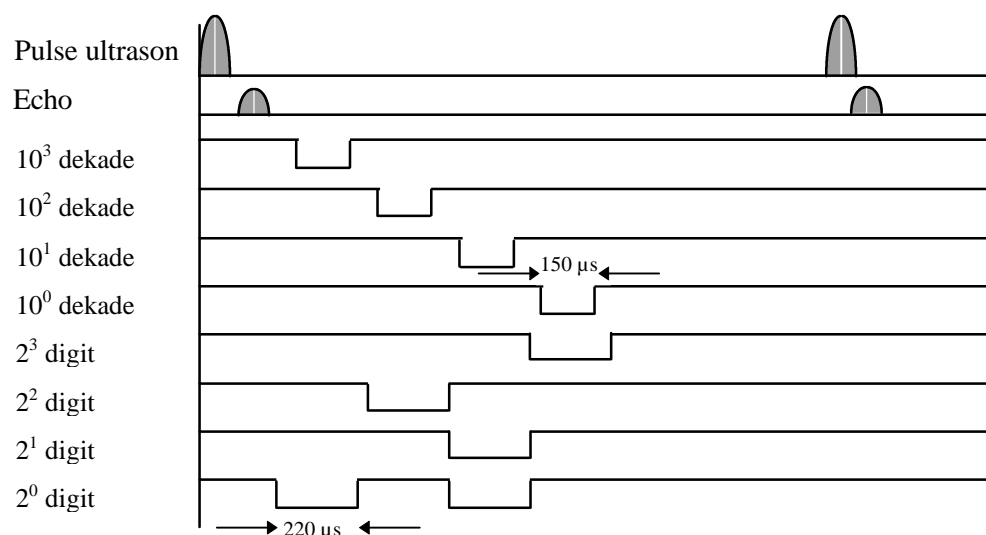 Pulse ultrason
Echo
10³ dekade
10² dekade
10¹ dekade
150 µs
10⁰ dekade
2³ digit
2² digit
2¹ digit
2⁰ digit
220 µs